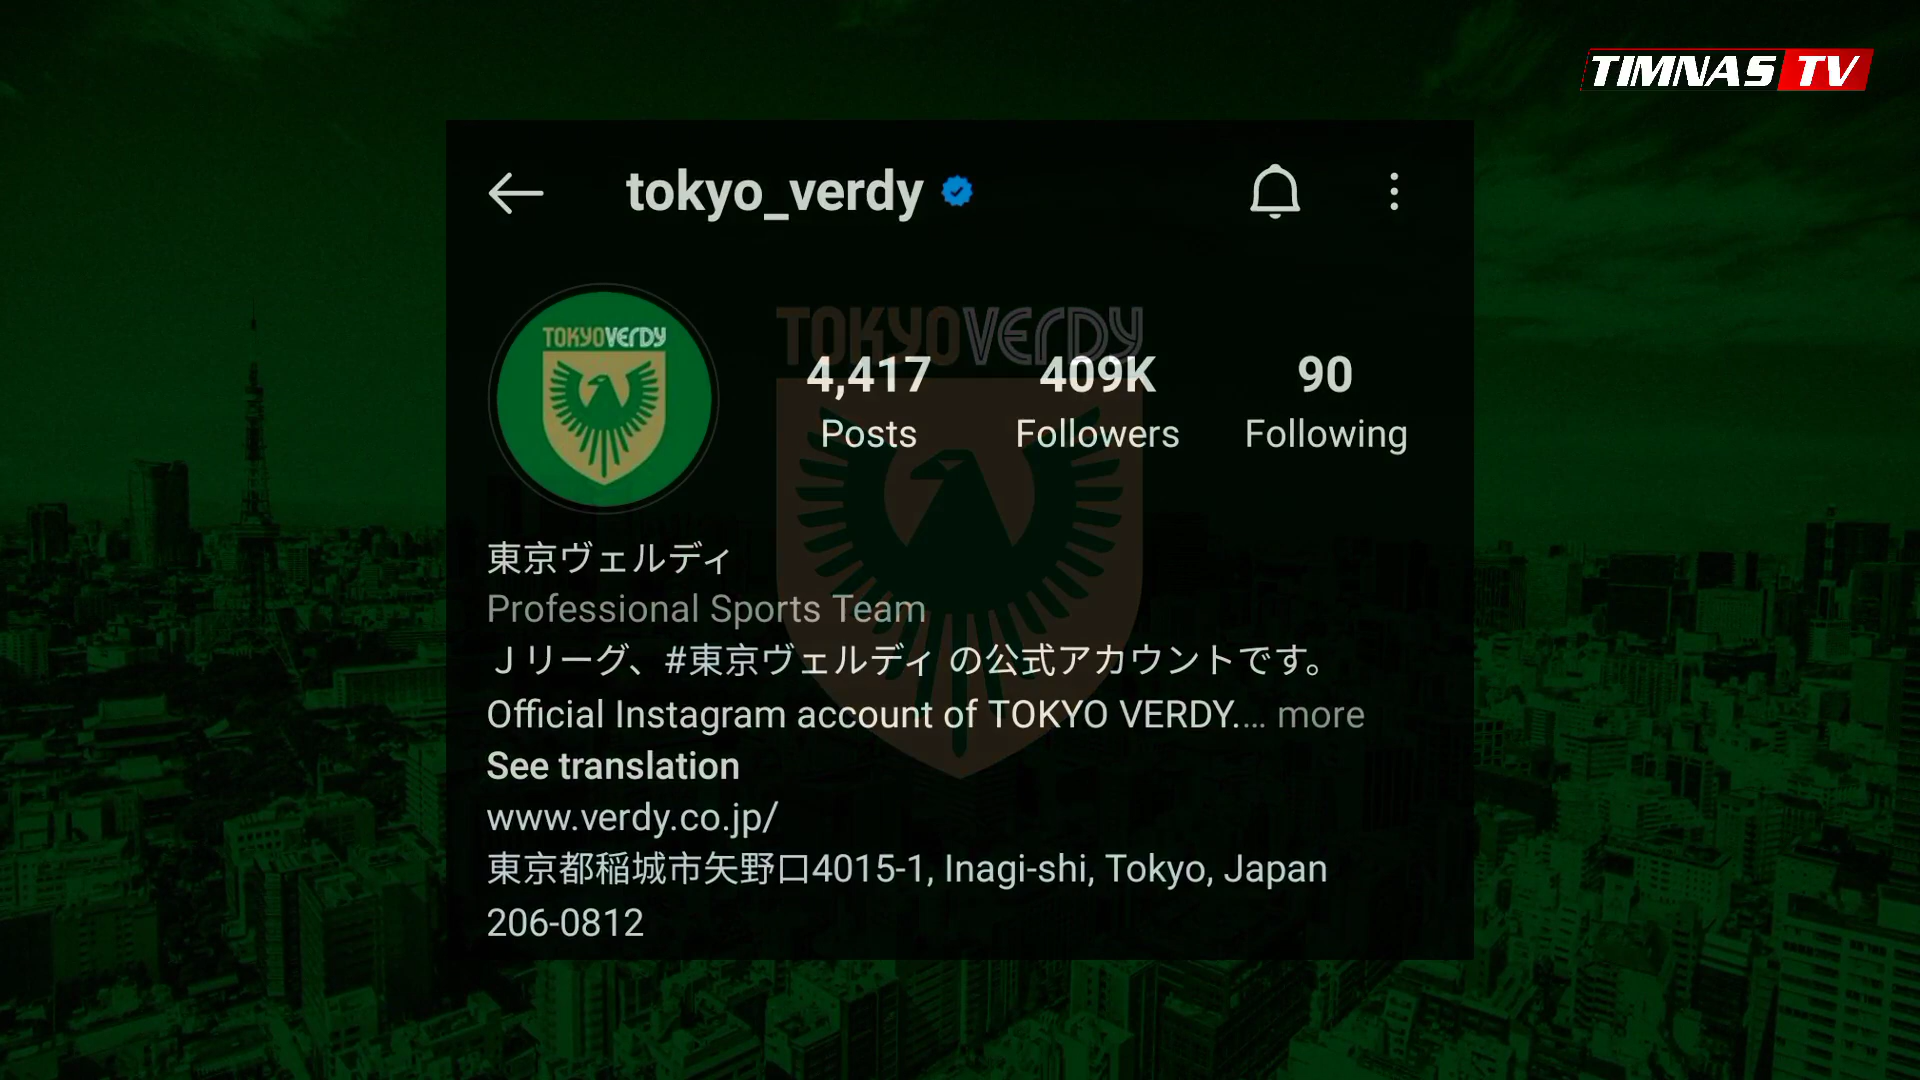 TIMNAS TV
tokyo_verdy
TOKYOVERDY
TOKYOVERDY
4,417 409K 90
Posts Followers Following
東京ヴェルディ
Professional Sports Team
Ｊリーグ、#東京ヴェルディ の公式アカウントです。
Official Instagram account of TOKYO VERDY.... more
See translation
www.verdy.co.jp/
東京都稲城市矢野口4015-1, Inagi-shi, Tokyo, Japan
206-0812